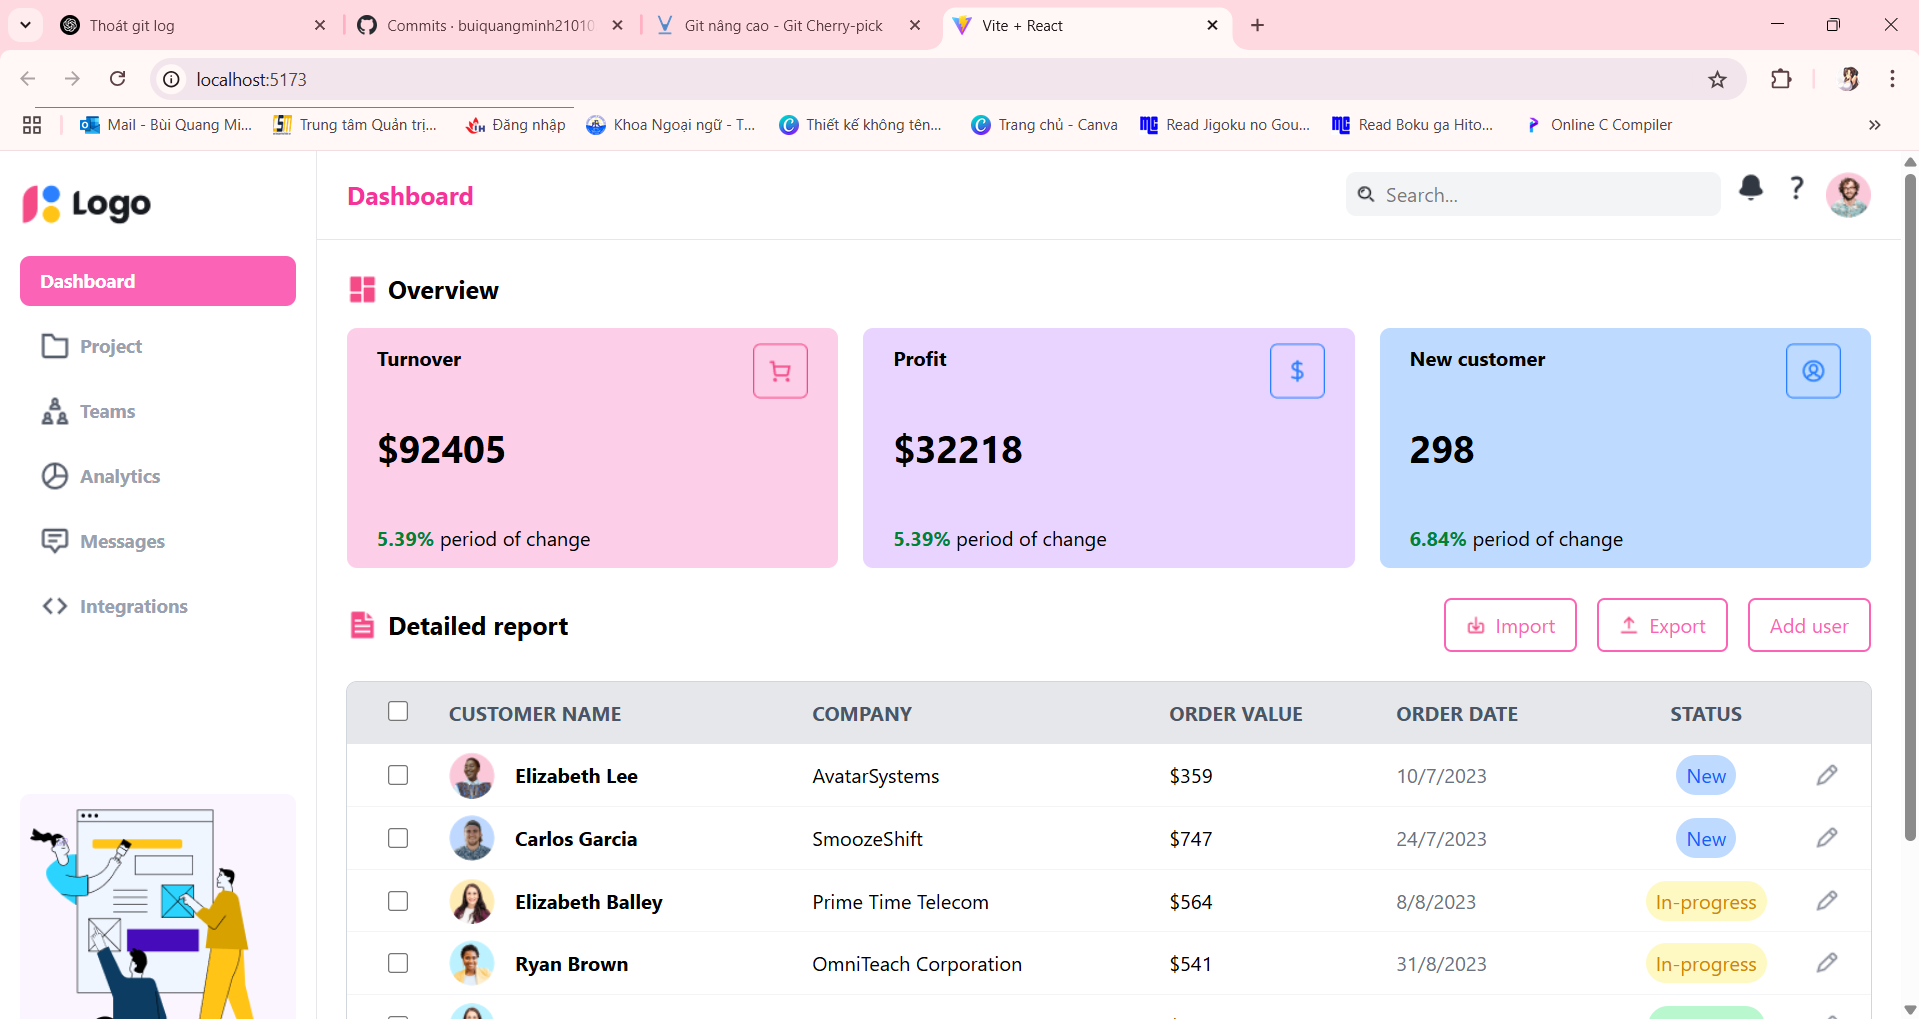 Thoát git log
Commits · buiquangminh21010
Git nâng cao - Git Cherry-pick
Vite + React
localhost:5173
Mail - Bùi Quang Mi...
Trung tâm Quản trị...
Đăng nhập
Khoa Ngoại ngữ - T...
Thiết kế không tên...
Trang chủ - Canva
Read Jigoku no Gou...
Read Boku ga Hito...
Online C Compiler
Logo
Dashboard
Search...
Dashboard
Project
Teams
Analytics
Messages
Integrations
Overview
Turnover
$92405
5.39% period of change
Profit
$32218
5.39% period of change
New customer
298
6.84% period of change
Detailed report
Import
Export
Add user
CUSTOMER NAME COMPANY ORDER VALUE ORDER DATE STATUS
Elizabeth Lee AvatarSystems $359 10/7/2023 New
Carlos Garcia SmoozeShift $747 24/7/2023 New
Elizabeth Balley Prime Time Telecom $564 8/8/2023 In-progress
Ryan Brown OmniTeach Corporation $541 31/8/2023 In-progress